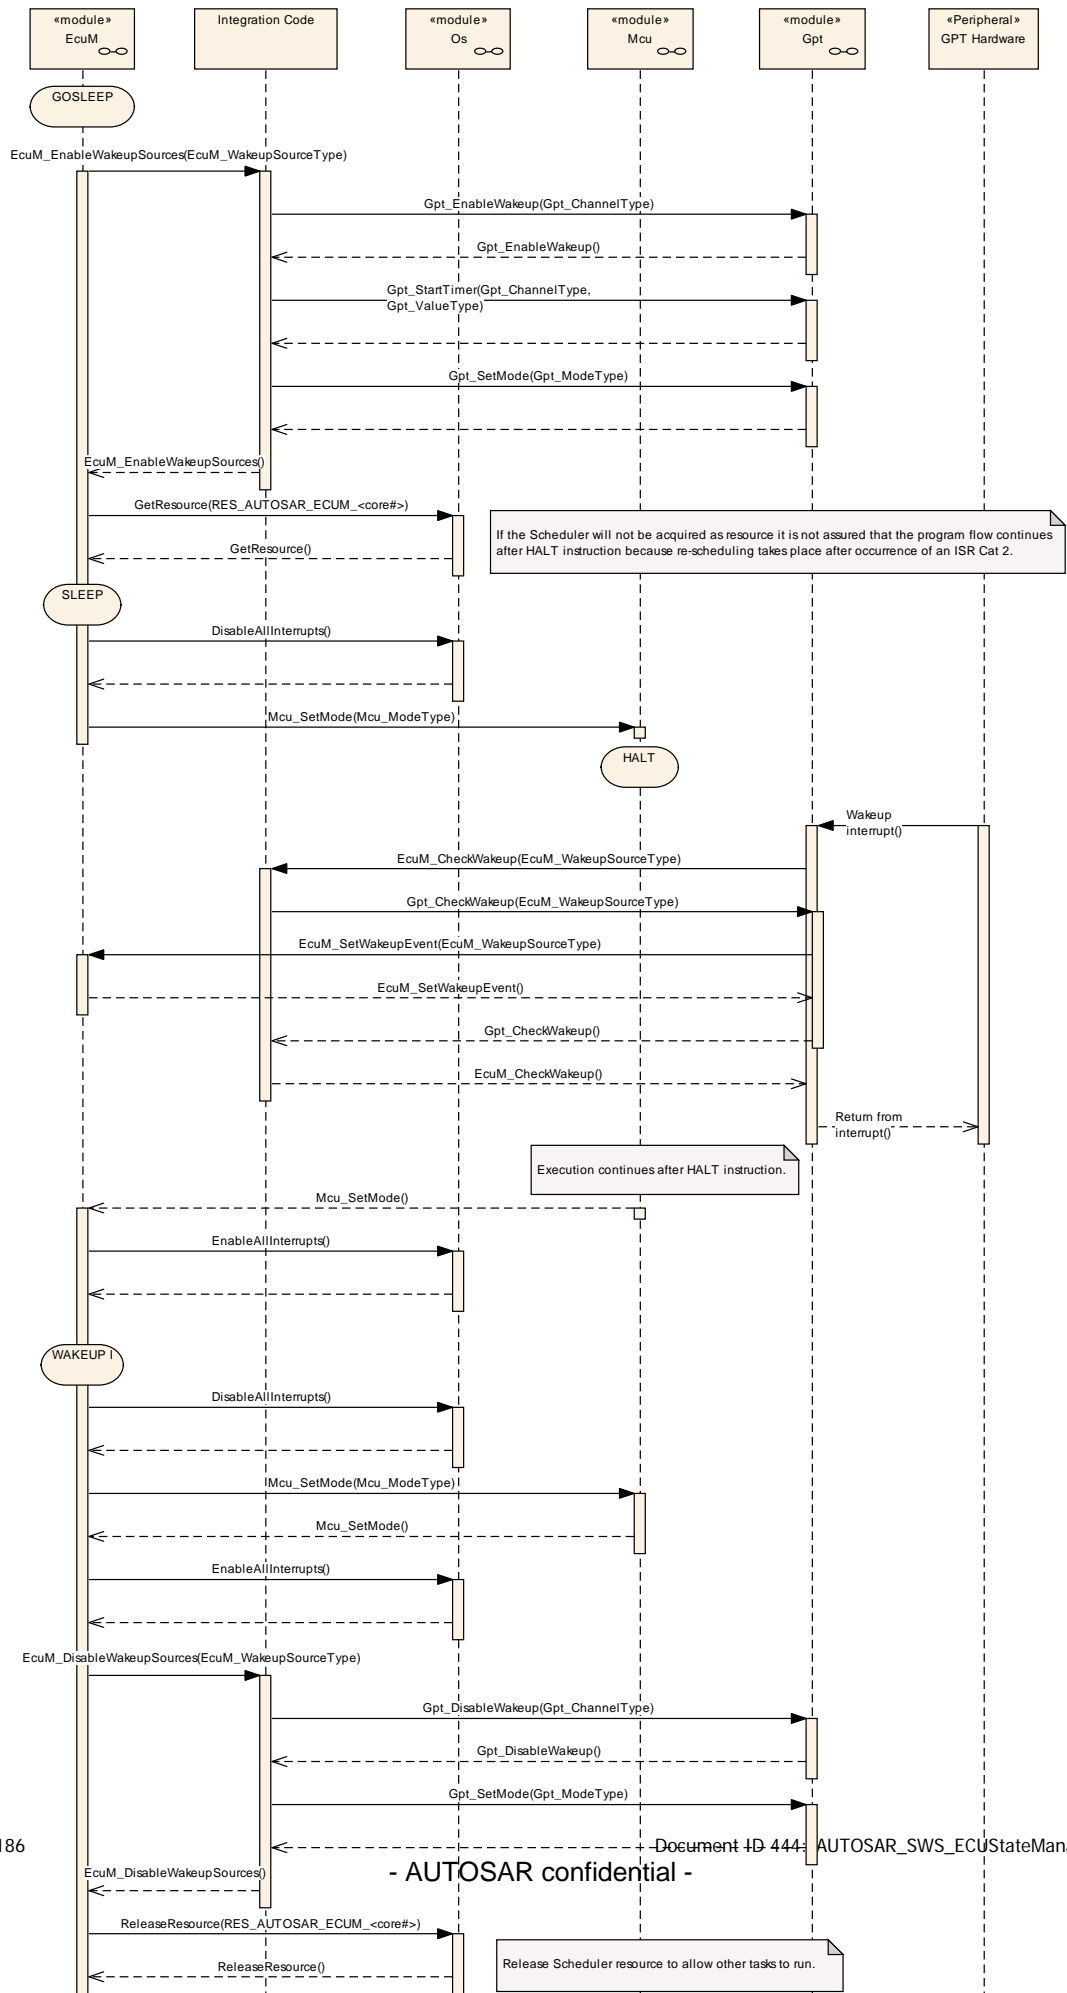 «module»
EcuM
Integration Code
«module»
Os
«module»
Mcu
«module»
Gpt
«Peripheral»
GPT Hardware
GOSLEEP
EcuM_EnableWakeupSources(EcuM_WakeupSourceType)
Gpt_EnableWakeup(Gpt_ChannelType)
Gpt_EnableWakeup()
Gpt_StartTimer(Gpt_ChannelType,
Gpt_ValueType)
Gpt_SetMode(Gpt_ModeType)
EcuM_EnableWakeupSources()
GetResource(RES_AUTOSAR_ECUM_<core#>)
If the Scheduler will not be acquired as resource it is not assured that the program flow continues
after HALT instruction because re-scheduling takes place after occurrence of an ISR Cat 2.
GetResource()
SLEEP
DisableAllInterrupts()
Mcu_SetMode(Mcu_ModeType)
HALT
Wakeup
interrupt()
EcuM_CheckWakeup(EcuM_WakeupSourceType)
Gpt_CheckWakeup(EcuM_WakeupSourceType)
EcuM_SetWakeupEvent(EcuM_WakeupSourceType)
EcuM_SetWakeupEvent()
Gpt_CheckWakeup()
EcuM_CheckWakeup()
Return from
interrupt()
Execution continues after HALT instruction.
Mcu_SetMode()
EnableAllInterrupts()
WAKEUP I
DisableAllInterrupts()
Mcu_SetMode(Mcu_ModeType)
Mcu_SetMode()
EnableAllInterrupts()
EcuM_DisableWakeupSources(EcuM_WakeupSourceType)
Gpt_DisableWakeup(Gpt_ChannelType)
Gpt_DisableWakeup()
Gpt_SetMode(Gpt_ModeType)
186
Document ID 444: AUTOSAR_SWS_ECUStateMana
- AUTOSAR confidential -
EcuM_DisableWakeupSources()
ReleaseResource(RES_AUTOSAR_ECUM_<core#>)
Release Scheduler resource to allow other tasks to run.
ReleaseResource()